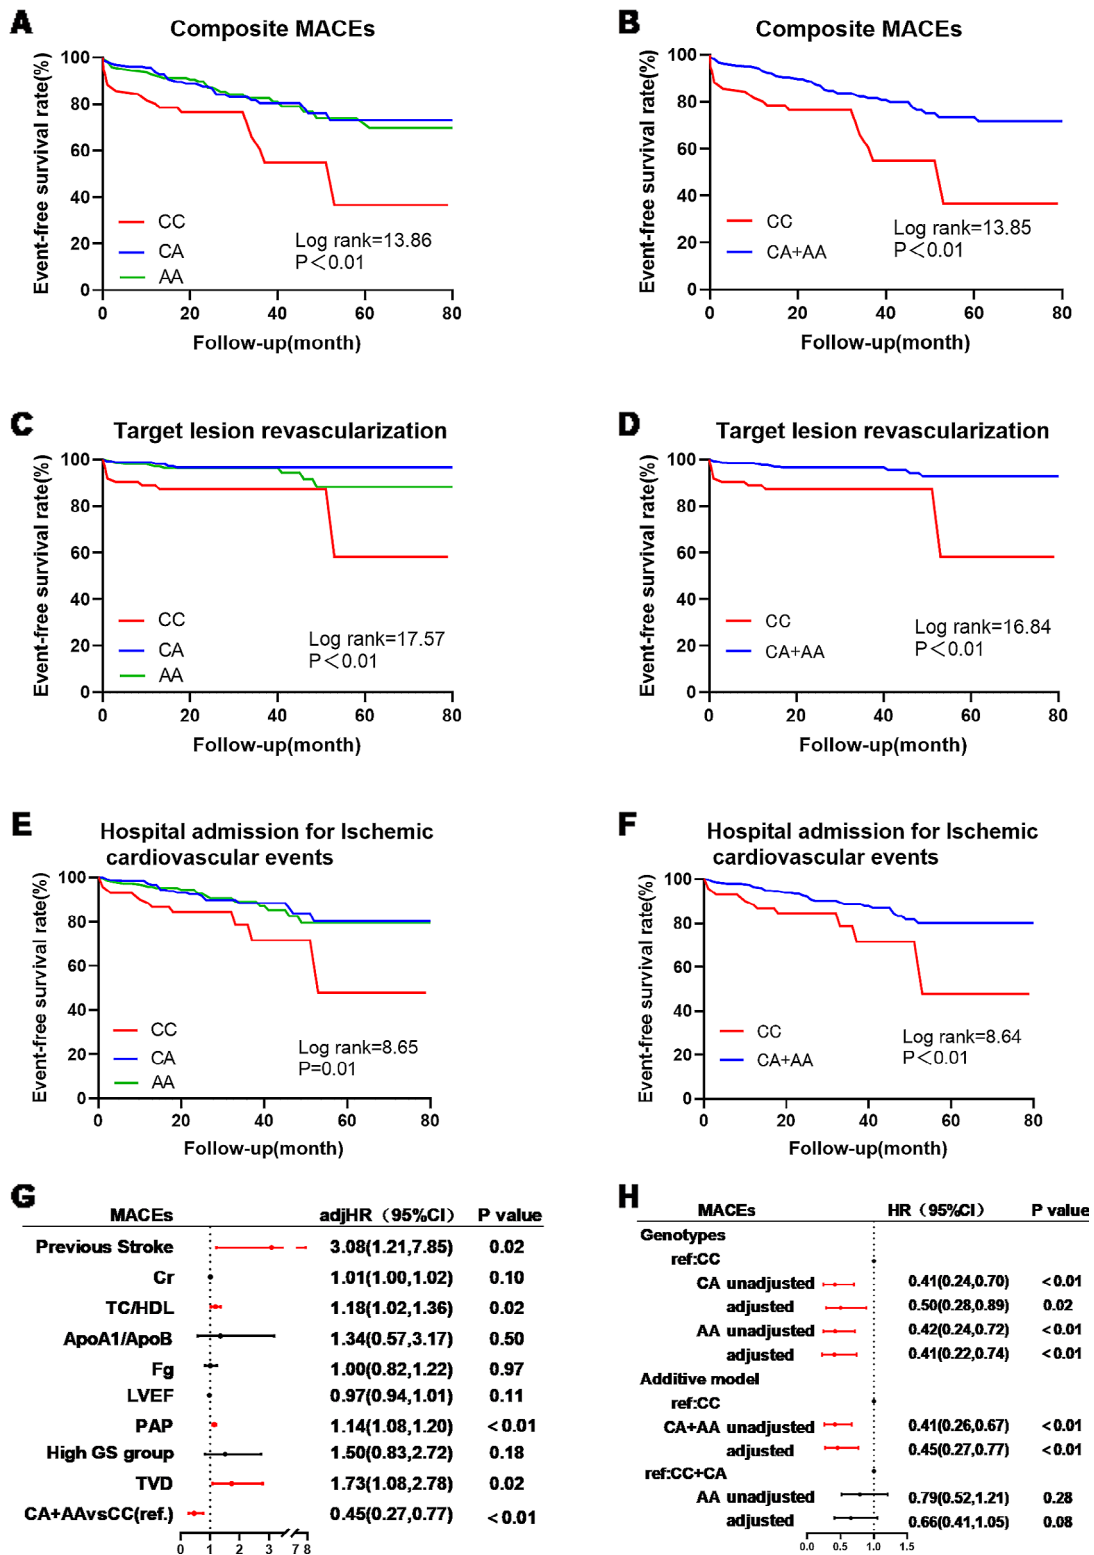 A
Composite MACEs
Event-free survival rate(%)
100
80
60
40
20
0
CC
CA
AA
Log rank=13.86
P＜0.01
0 20 40 60 80
Follow-up(month)
B
Composite MACEs
Event-free survival rate(%)
100
80
60
40
20
0
CC
CA+AA
Log rank=13.85
P＜0.01
0 20 40 60 80
Follow-up(month)
C
Target lesion revascularization
Event-free survival rate(%)
100
80
60
40
20
0
CC
CA
AA
Log rank=17.57
P＜0.01
0 20 40 60 80
Follow-up(month)
D
Target lesion revascularization
Event-free survival rate(%)
100
80
60
40
20
0
CC
CA+AA
Log rank=16.84
P＜0.01
0 20 40 60 80
Follow-up(month)
E
Hospital admission for Ischemic
cardiovascular events
Event-free survival rate(%)
100
80
60
40
20
0
CC
CA
AA
Log rank=8.65
P=0.01
0 20 40 60 80
Follow-up(month)
F
Hospital admission for Ischemic
cardiovascular events
Event-free survival rate(%)
100
80
60
40
20
0
CC
CA+AA
Log rank=8.64
P＜0.01
0 20 40 60 80
Follow-up(month)
G
MACEs adjHR（95%CI） P value
Previous Stroke 3.08(1.21,7.85) 0.02
Cr 1.01(1.00,1.02) 0.10
TC/HDL 1.18(1.02,1.36) 0.02
ApoA1/ApoB 1.34(0.57,3.17) 0.50
Fg 1.00(0.82,1.22) 0.97
LVEF 0.97(0.94,1.01) 0.11
PAP 1.14(1.08,1.20) <0.01
High GS group 1.50(0.83,2.72) 0.18
TVD 1.73(1.08,2.78) 0.02
CA+AAvsCC(ref.) 0.45(0.27,0.77) <0.01
0 1 2 3 7 8
H
MACEs HR（95%CI） P value
Genotypes
ref:CC
CA unadjusted 0.41(0.24,0.70) <0.01
adjusted 0.50(0.28,0.89) 0.02
AA unadjusted 0.42(0.24,0.72) <0.01
adjusted 0.41(0.22,0.74) <0.01
Additive model
ref:CC
CA+AA unadjusted 0.41(0.26,0.67) <0.01
adjusted 0.45(0.27,0.77) <0.01
ref:CC+CA
AA unadjusted 0.79(0.52,1.21) 0.28
adjusted 0.66(0.41,1.05) 0.08
0.0 0.5 1.0 1.5